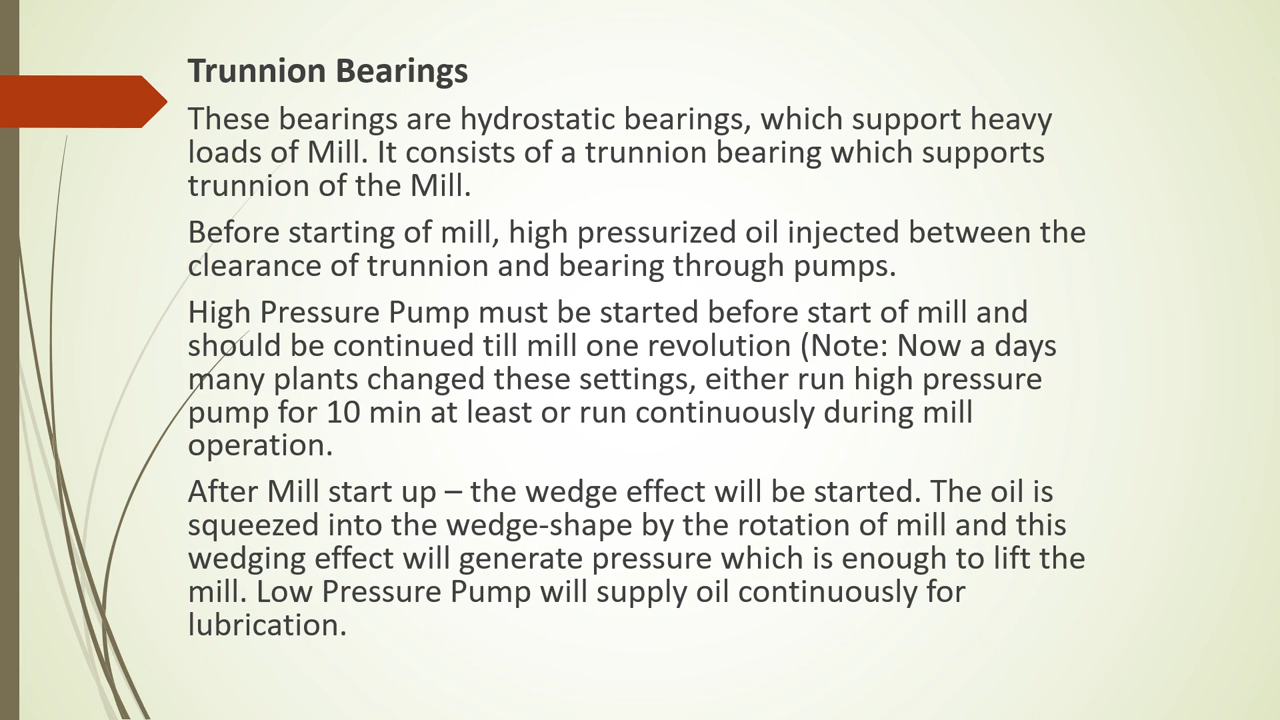 Trunnion Bearings
These bearings are hydrostatic bearings, which support heavy
loads of Mill. It consists of a trunnion bearing which supports
trunnion of the Mill.
Before starting of mill, high pressurized oil injected between the
clearance of trunnion and bearing through pumps.
High Pressure Pump must be started before start of mill and
should be continued till mill one revolution (Note: Now a days
many plants changed these settings, either run high pressure
pump for 10 min at least or run continuously during mill
operation.
After Mill start up – the wedge effect will be started. The oil is
squeezed into the wedge-shape by the rotation of mill and this
wedging effect will generate pressure which is enough to lift the
mill. Low Pressure Pump will supply oil continuously for
lubrication.